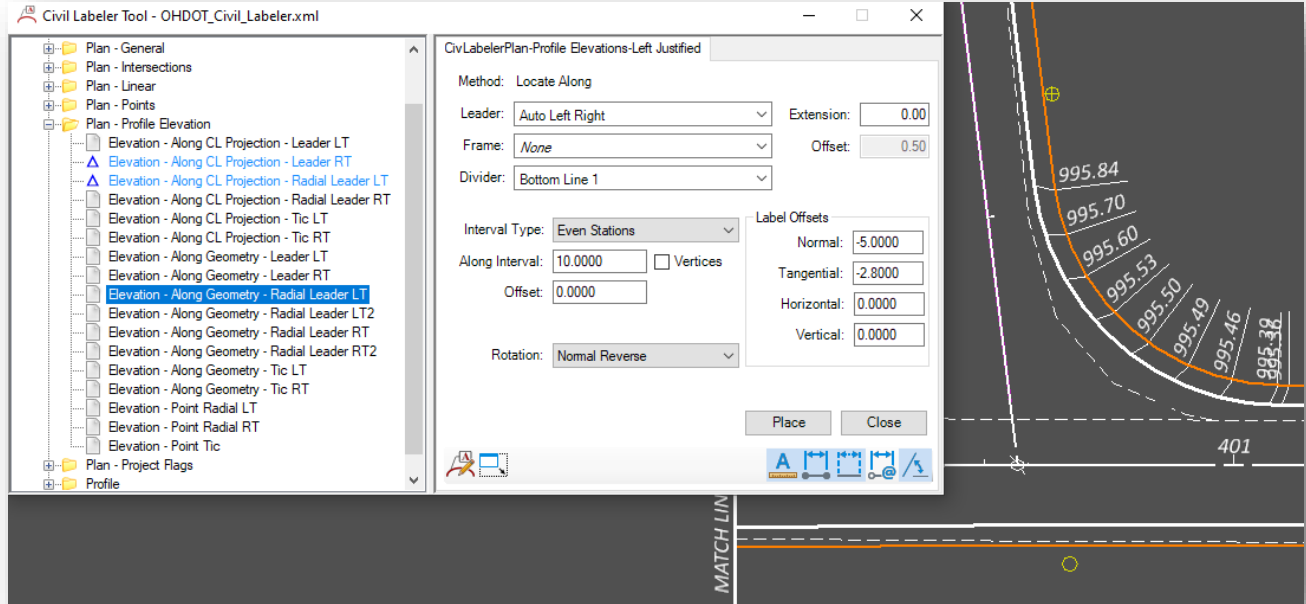 Civil Labeler Tool - OHDOT_Civil_Labeler.xml
Plan - General
Plan - Intersections
Plan - Linear
Plan - Points
Plan - Profile Elevation
Elevation - Along CL Projection - Leader LT
Elevation - Along CL Projection - Leader RT
Elevation - Along CL Projection - Radial Leader LT
Elevation - Along CL Projection - Radial Leader RT
Elevation - Along CL Projection - Tic LT
Elevation - Along CL Projection - Tic RT
Elevation - Along Geometry - Leader LT
Elevation - Along Geometry - Leader RT
Elevation - Along Geometry - Radial Leader LT
Elevation - Along Geometry - Radial Leader LT2
Elevation - Along Geometry - Radial Leader RT
Elevation - Along Geometry - Radial Leader RT2
Elevation - Along Geometry - Tic LT
Elevation - Along Geometry - Tic RT
Elevation - Point Radial LT
Elevation - Point Radial RT
Elevation - Point Tic
Plan - Project Flags
Profile
CivLabelerPlan-Profile Elevations-Left Justified
Method: Locate Along
Leader: Auto Left Right
Extension: 0.00
Frame: None
Offset: 0.50
Divider: Bottom Line 1
Interval Type: Even Stations
Along Interval: 10.0000
Vertices
Offset: 0.0000
Rotation: Normal Reverse
Label Offsets
Normal: -5.0000
Tangential: -2.8000
Horizontal: 0.0000
Vertical: 0.0000
Place
Close
A
995.84
995.70
995.60
995.53
995.50
995.49
995.46
401
MATCH LIN